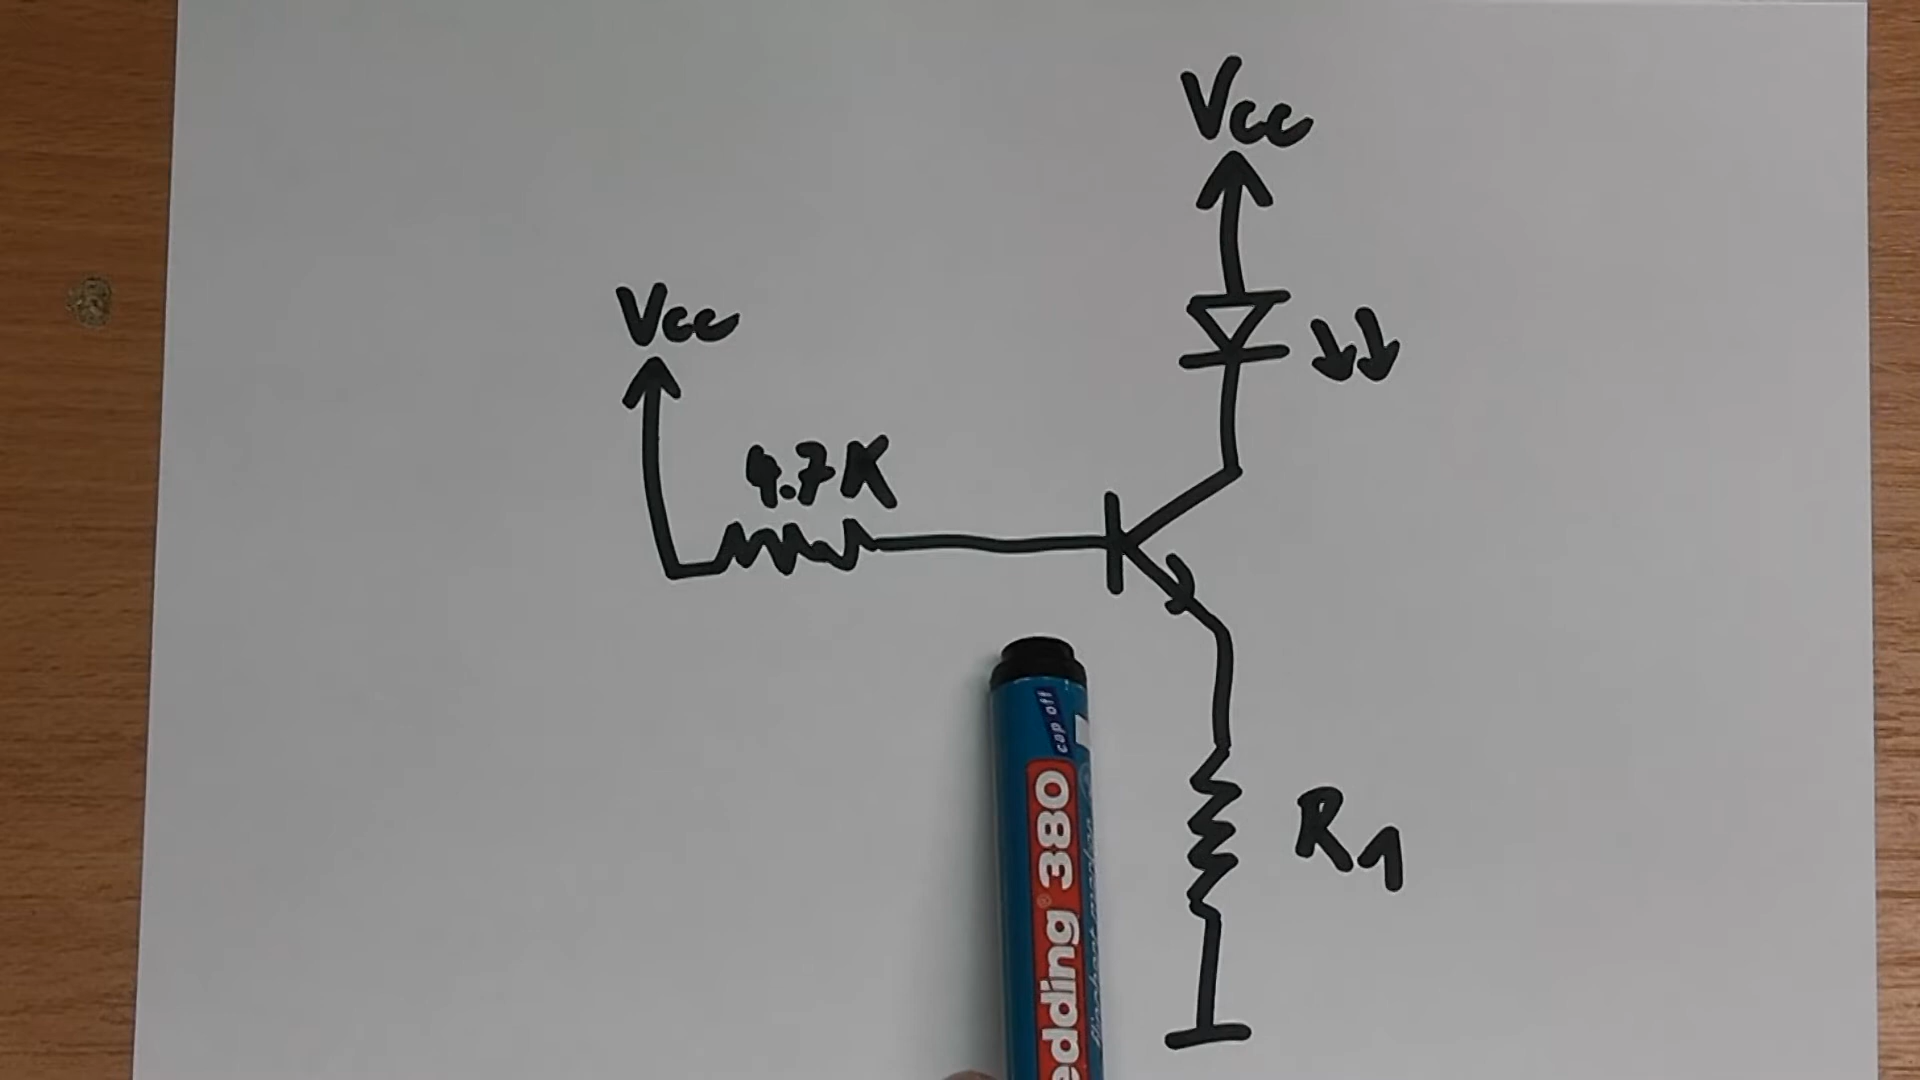 Vcc
Vcc
4.7K
R1
cap off
edding 380